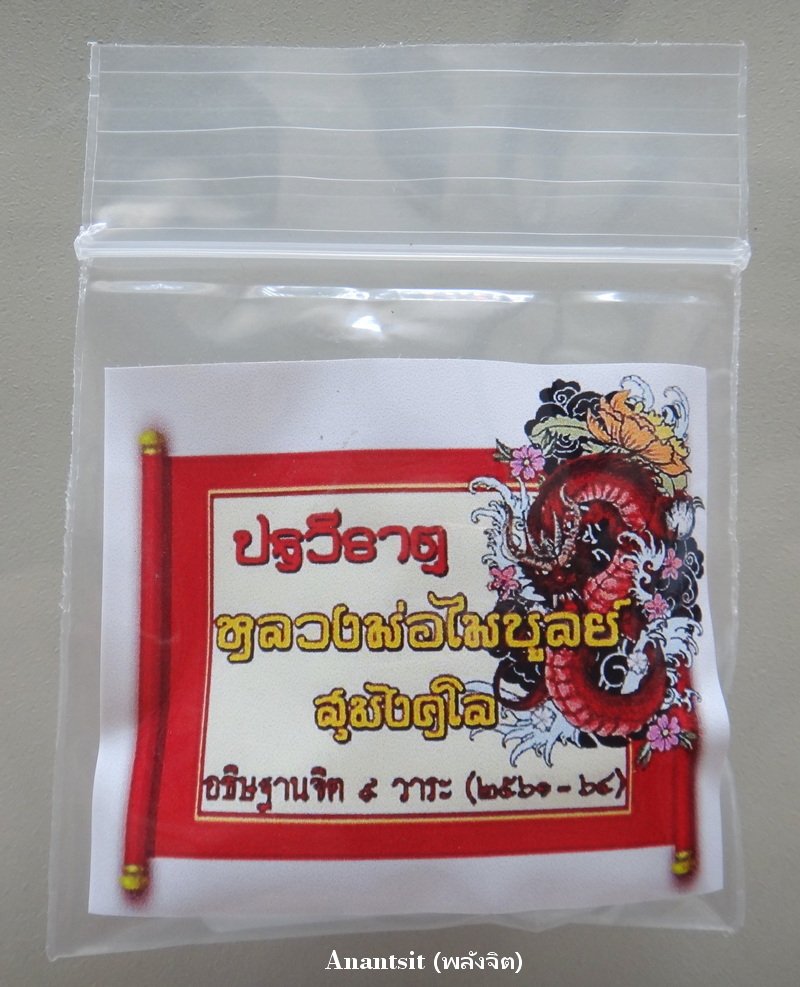 ปฐวีธาตุ
หลวงพ่อไพบูลย์
สุมังคโล
อธิษฐานจิต ๙ วาระ (๒๕๖๑ - ๖๔)
Anantsit (พลังจิต)